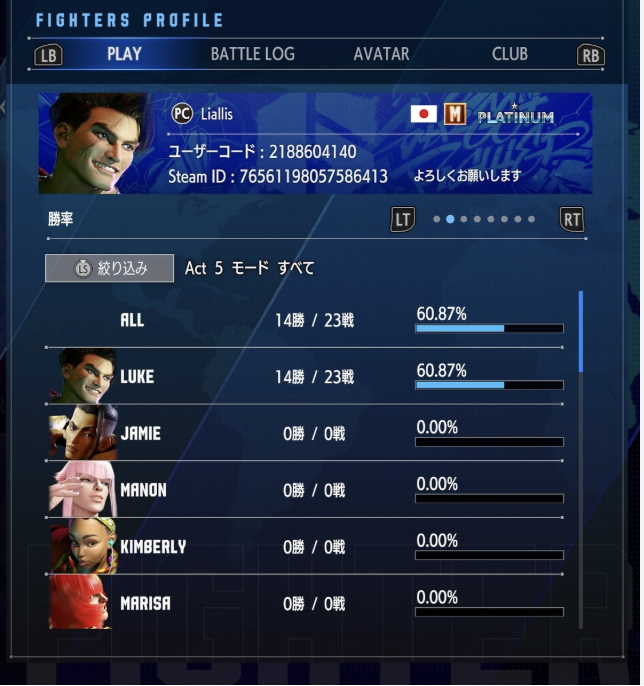 FIGHTERS PROFILE
LB PLAY BATTLE LOG AVATAR CLUB RB
PC Liallis M PLATINUM
ユーザーコード : 2188604140
Steam ID : 76561198057586413 よろしくお願いします
勝率 LT RT
LS 絞り込み Act 5 モード すべて
ALL 14勝 / 23戦 60.87%
LUKE 14勝 / 23戦 60.87%
JAMIE 0勝 / 0戦 0.00%
MANON 0勝 / 0戦 0.00%
KIMBERLY 0勝 / 0戦 0.00%
MARISA 0勝 / 0戦 0.00%
FIGHTER